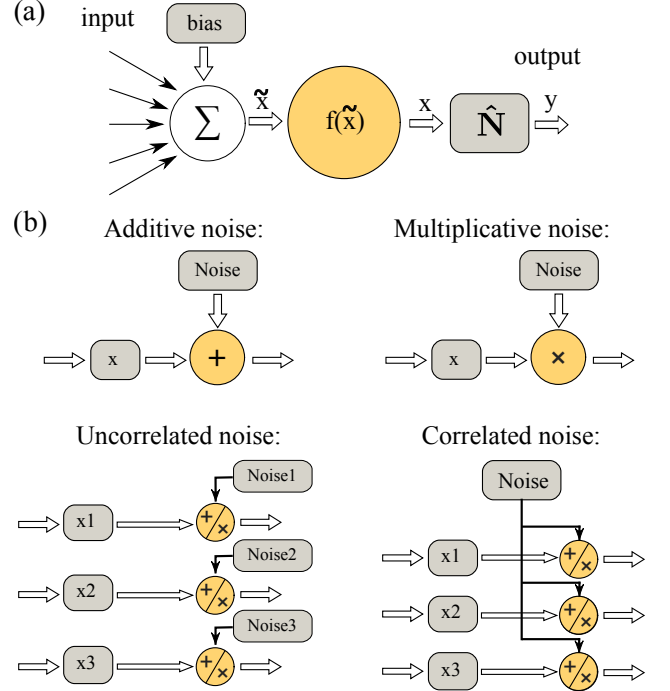 (a)
input
bias
output
∑
x̃
f(x̃)
x
N̂
y
(b)
Additive noise:
Multiplicative noise:
Noise
Noise
x
+
x
×
Uncorrelated noise:
Correlated noise:
Noise1
Noise
x1
+/×
x1
+/×
Noise2
x2
+/×
x2
+/×
Noise3
x3
+/×
x3
+/×